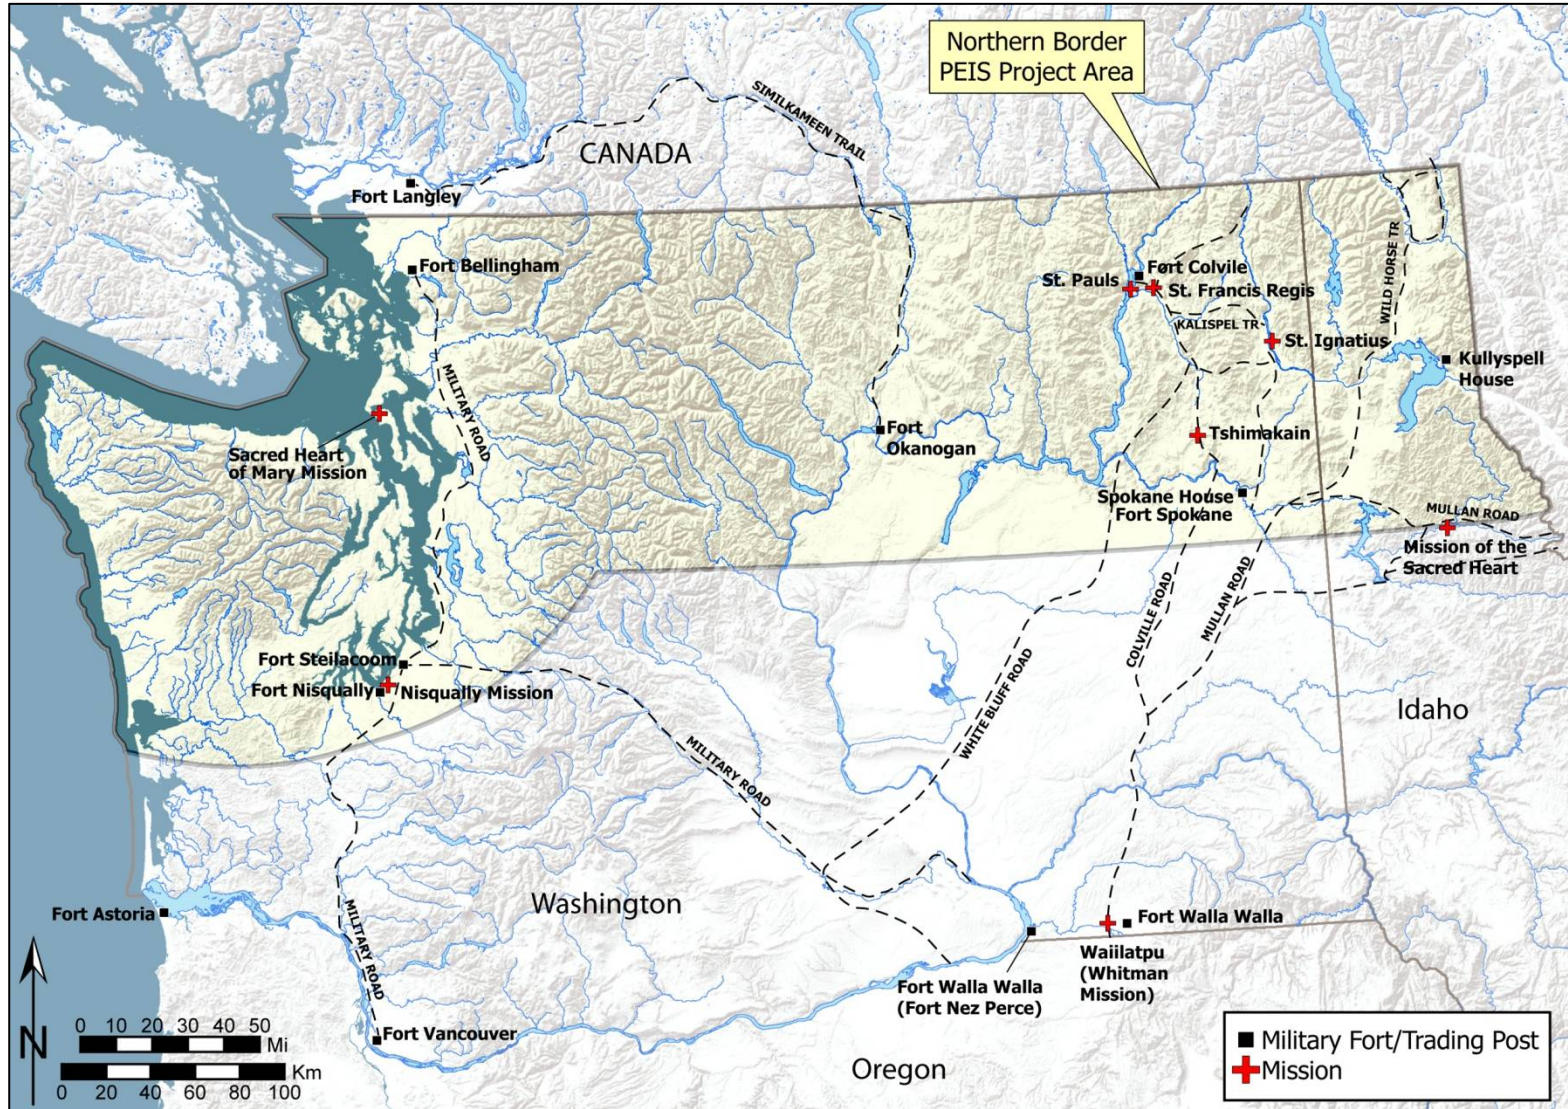 Northern Border
PEIS Project Area
SIMILKAMEEN TRAIL
CANADA
Fort Langley
Fort Bellingham
MILITARY ROAD
Sacred Heart
of Mary Mission
St. Pauls
Fort Colvile
St. Francis Regis
KALISPEL TR
St. Ignatius
WILD HORSE TR
Kullyspell
House
Fort
Okanogan
Tshimakain
Spokane House
Fort Spokane
MULLAN ROAD
Mission of the
Sacred Heart
WHITE BLUFF ROAD
COLVILLE ROAD
MULLAN ROAD
Fort Steilacoom
Fort Nisqually
Nisqually Mission
MILITARY ROAD
Idaho
Washington
Fort Astoria
MILITARY ROAD
Fort Vancouver
Fort Walla Walla
(Fort Nez Perce)
Waiilatpu
(Whitman
Mission)
Fort Walla Walla
Oregon
N
0 10 20 30 40 50
Mi
Km
0 20 40 60 80 100
Military Fort/Trading Post
Mission